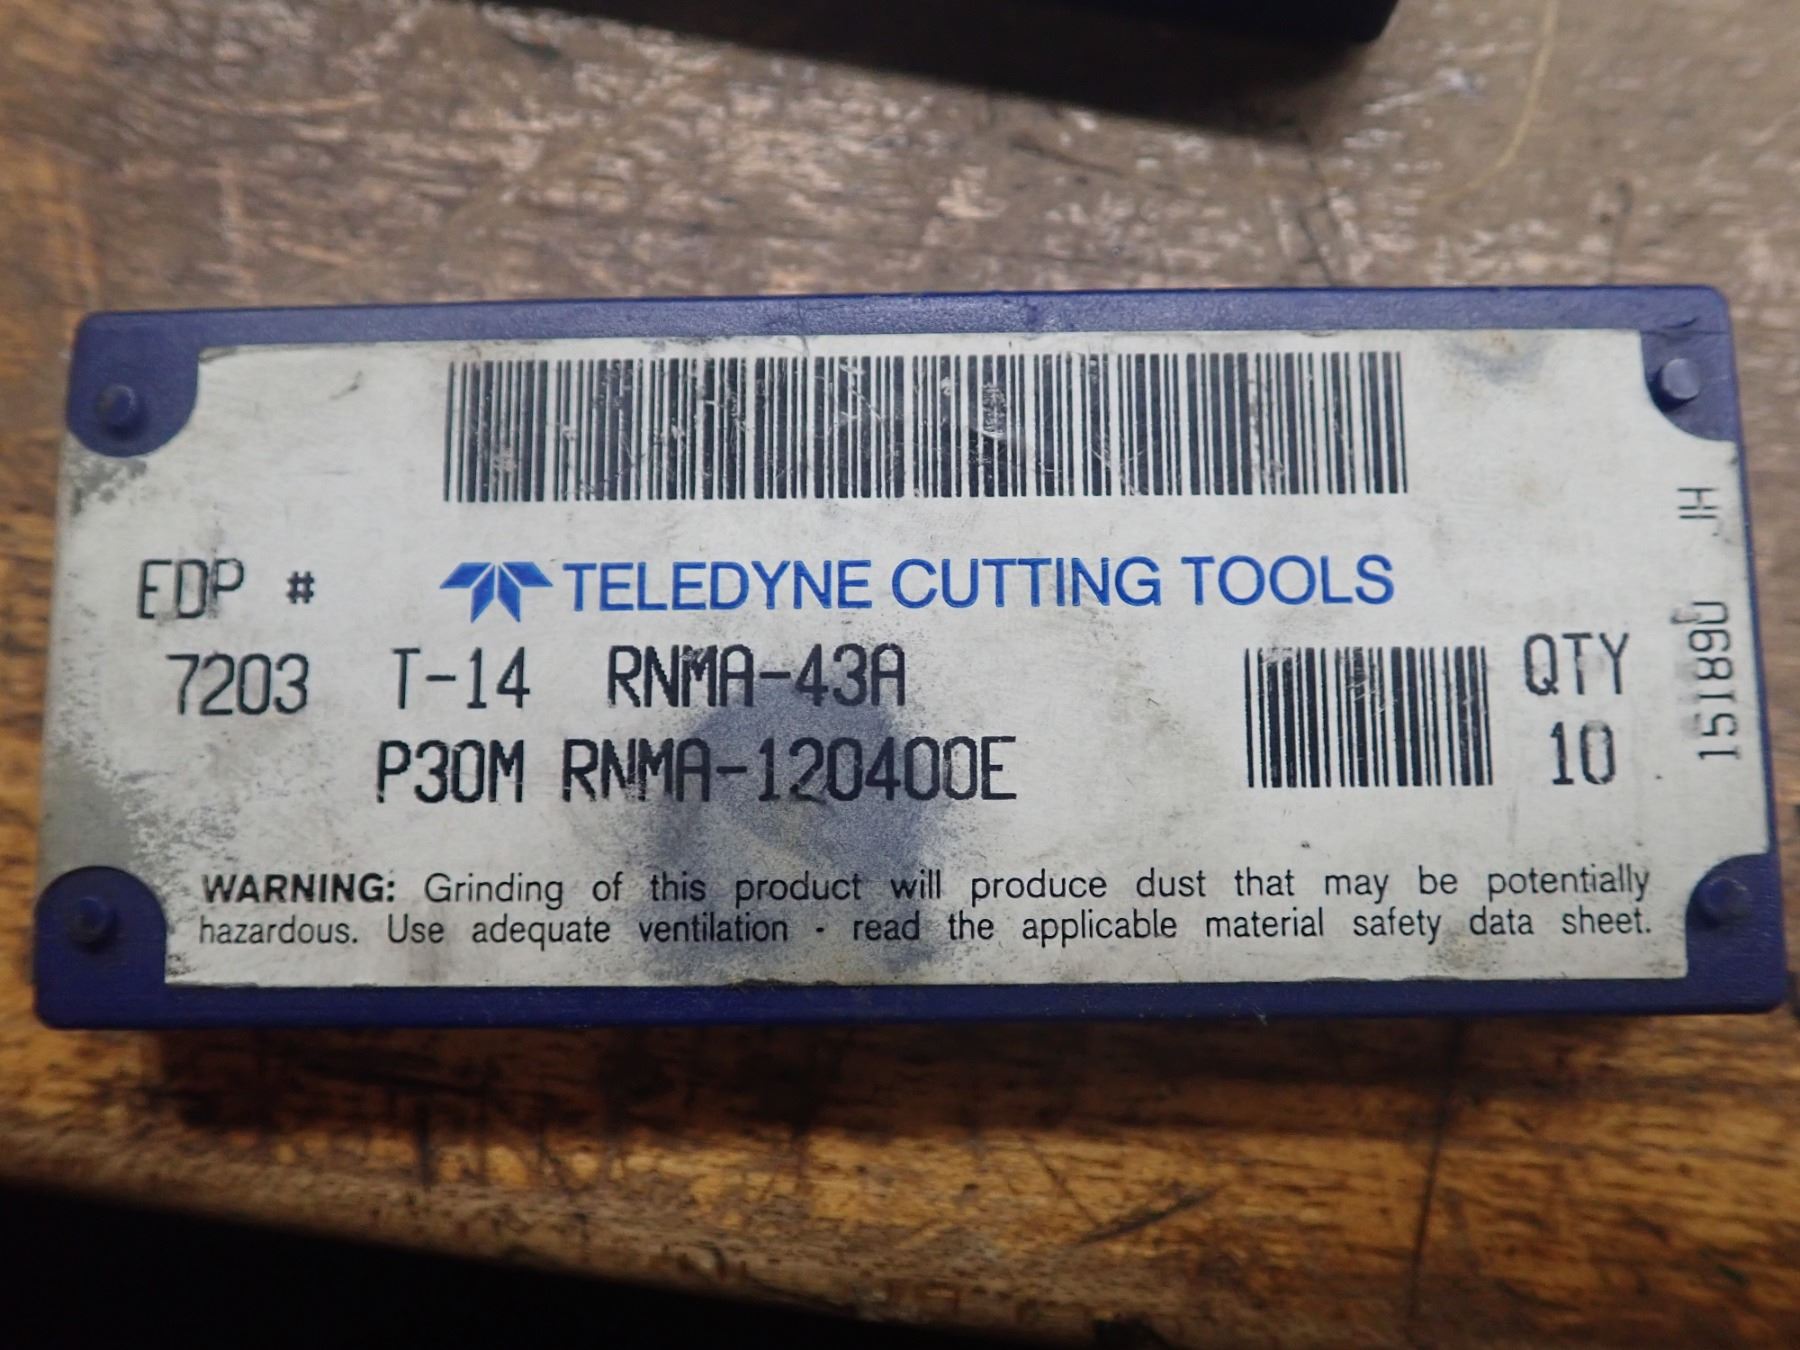 EDP #
TELEDYNE CUTTING TOOLS
7203 T-14 RNMA-43A
P30M RNMA-120400E
QTY
10
WARNING: Grinding of this product will produce dust that may be potentially
hazardous. Use adequate ventilation - read the applicable material safety data sheet.
151890 JH